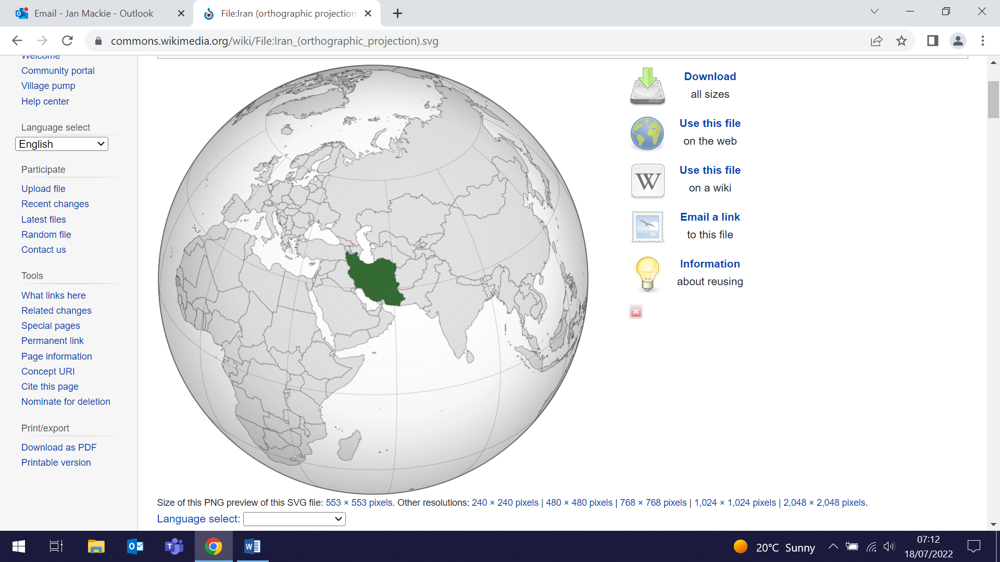 Email - Jan Mackie - Outlook
File:Iran (orthographic projection
commons.wikimedia.org/wiki/File:Iran_(orthographic_projection).svg
Welcome
Community portal
Village pump
Help center
Language select
English
Participate
Upload file
Recent changes
Latest files
Random file
Contact us
Tools
What links here
Related changes
Special pages
Permanent link
Page information
Concept URI
Cite this page
Nominate for deletion
Print/export
Download as PDF
Printable version
Download
all sizes
Use this file
on the web
W
Use this file
on a wiki
50-
Email a link
to this file
Information
about reusing
Size of this PNG preview of this SVG file: 553 × 553 pixels. Other resolutions: 240 × 240 pixels | 480 × 480 pixels | 768 × 768 pixels | 1,024 × 1,024 pixels | 2,048 × 2,048 pixels.
Language select:
20°C Sunny
07:12
18/07/2022